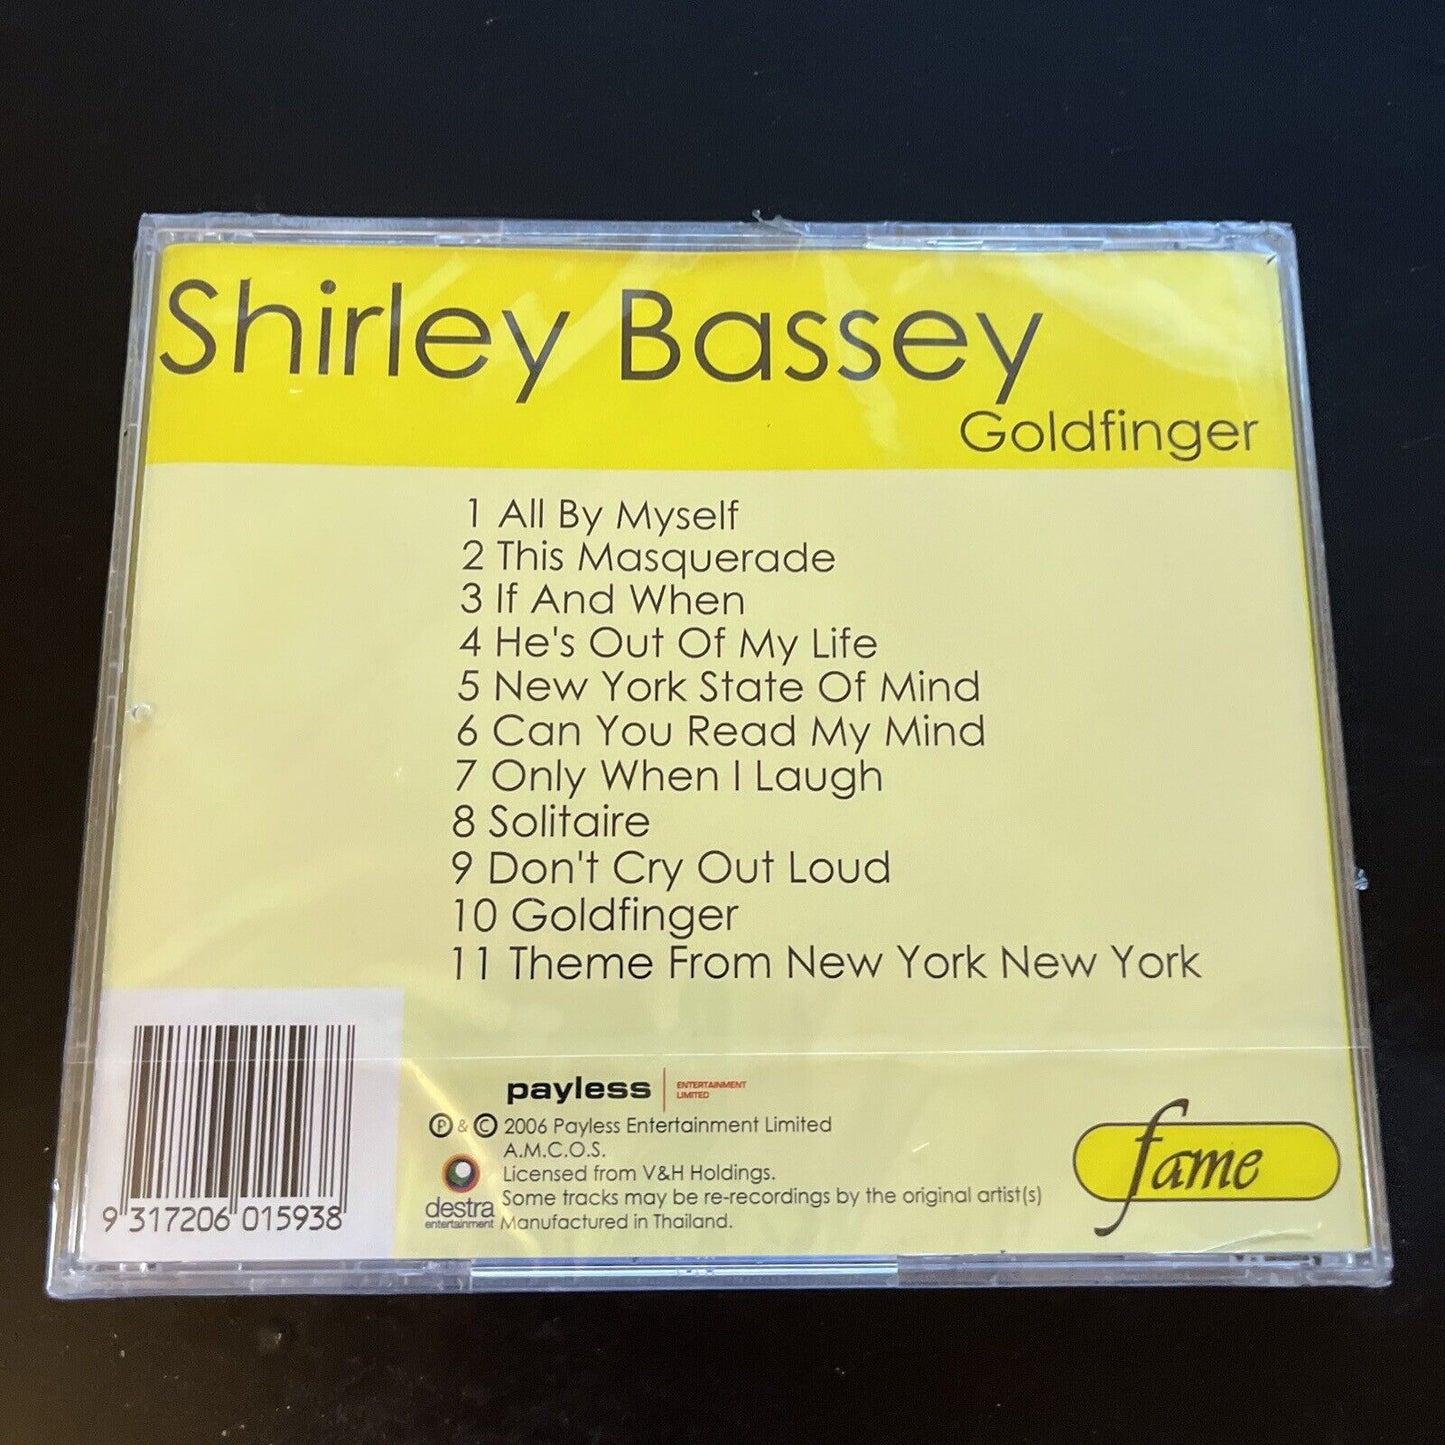 Shirley Bassey
Goldfinger
1 All By Myself
2 This Masquerade
3 If And When
4 He's Out Of My Life
5 New York State Of Mind
6 Can You Read My Mind
7 Only When I Laugh
8 Solitaire
9 Don't Cry Out Loud
10 Goldfinger
11 Theme From New York New York
payless
ENTERTAINMENT
LIMITED
Ⓟ & © 2006 Payless Entertainment Limited
A.M.C.O.S.
Licensed from V&H Holdings.
Some tracks may be re-recordings by the original artist(s)
Manufactured in Thailand.
destra
entertainment
fame
9 317206 015938